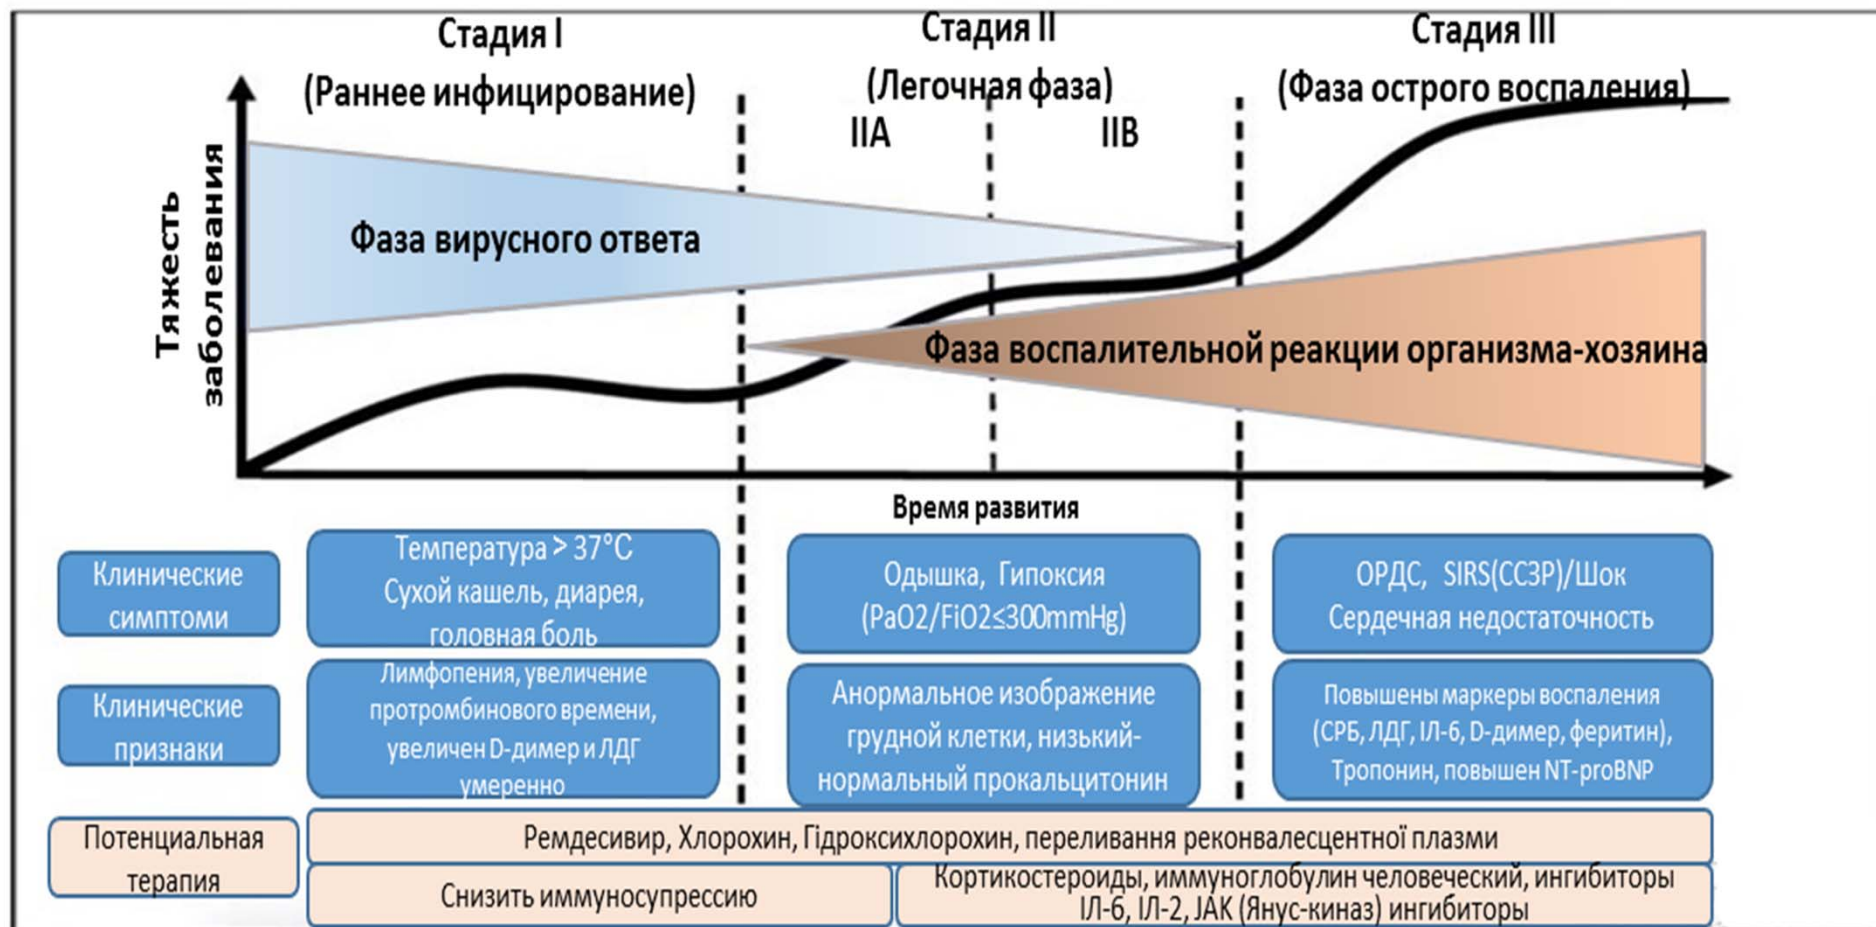 Стадия I
(Раннее инфицирование)
Стадия II
(Легочная фаза)
IIA
IIB
Стадия III
(Фаза острого воспаления)
Тяжесть
заболевания
Фаза вирусного ответа
Фаза воспалительной реакции организма-хозяина
Время развития
Клинические
симптоми
Температура > 37°C
Сухой кашель, диарея,
головная боль
Одышка, Гипоксия
(PaO2/FiO2≤300mmHg)
ОРДС, SIRS(ССЗР)/Шок
Сердечная недостаточность
Клинические
признаки
Лимфопения, увеличение
протромбинового времени,
увеличен D-димер и ЛДГ
умеренно
Анормальное изображение
грудной клетки, низький-
нормальный прокальцитонин
Повышены маркеры воспаления
(СРБ, ЛДГ, ІЛ-6, D-димер, феритин),
Тропонин, повышен NT-proBNP
Потенциальная
терапия
Ремдесивир, Хлорохин, Гідроксихлорохин, переливання реконвалесцентної плазми
Снизить иммуносупрессию
Кортикостероиды, иммуноглобулин человеческий, ингибиторы
ІЛ-6, ІЛ-2, JAK (Янус-киназ) ингибиторы